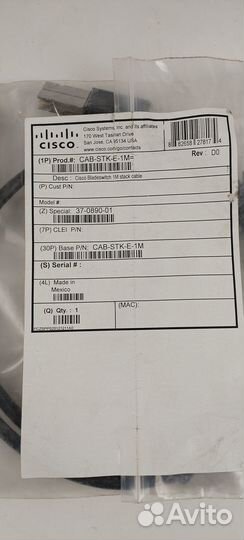 CISCO
Cisco Systems, Inc. and its affiliates
170 West Tasman Drive
San Jose, CA 95134 USA
www.cisco.com/go/contacts
Rev : D0
(1P) Prod.#: CAB-STK-E-1M=
Desc : Cisco Bladeswitch 1M stack cable
(P) Cust P/N:
Model #:
(Z) Special: 37-0890-01
(7P) CLEI P/N:
(30P) Base P/N: CAB-STK-E-1M
(S) Serial # :
(4L) Made in
Mexico
(MAC):
(Q) Qty. : 1
Avito